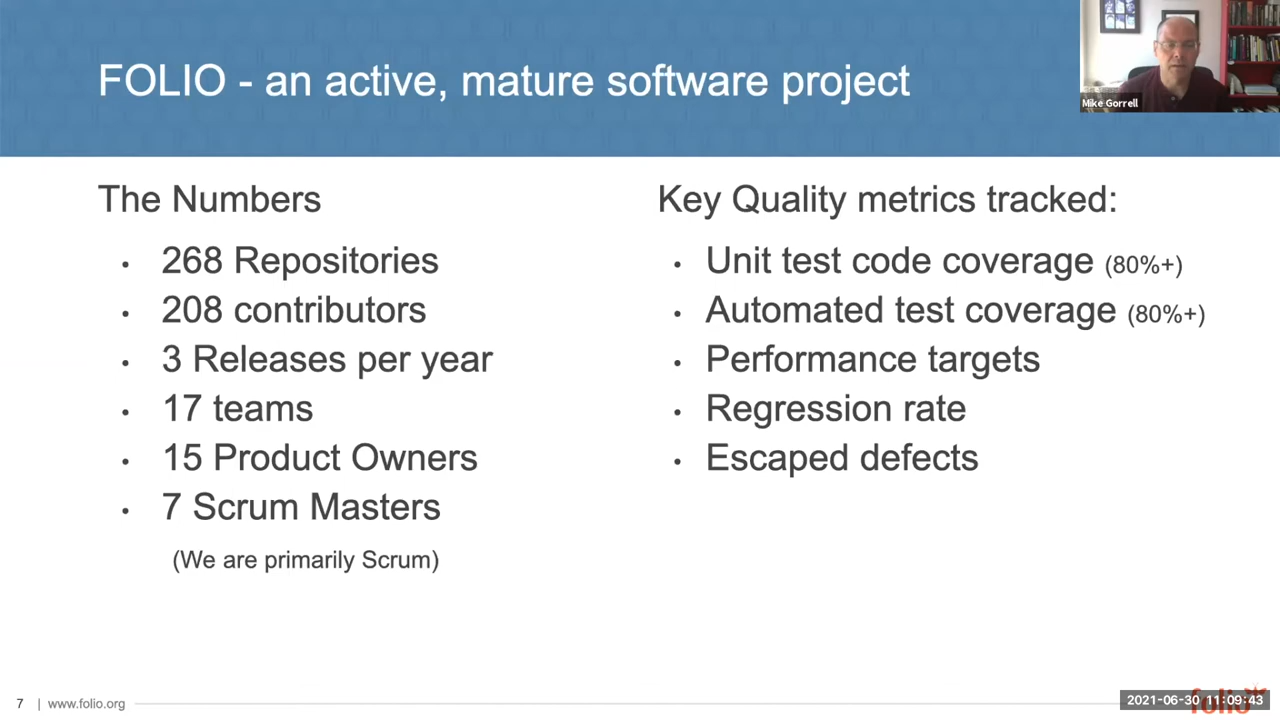 FOLIO - an active, mature software project
Mike Gorrell
The Numbers
• 268 Repositories
• 208 contributors
• 3 Releases per year
• 17 teams
• 15 Product Owners
• 7 Scrum Masters
(We are primarily Scrum)
Key Quality metrics tracked:
• Unit test code coverage (80%+)
• Automated test coverage (80%+)
• Performance targets
• Regression rate
• Escaped defects
7 | www.folio.org
2021-06-30 11:09:43
folio